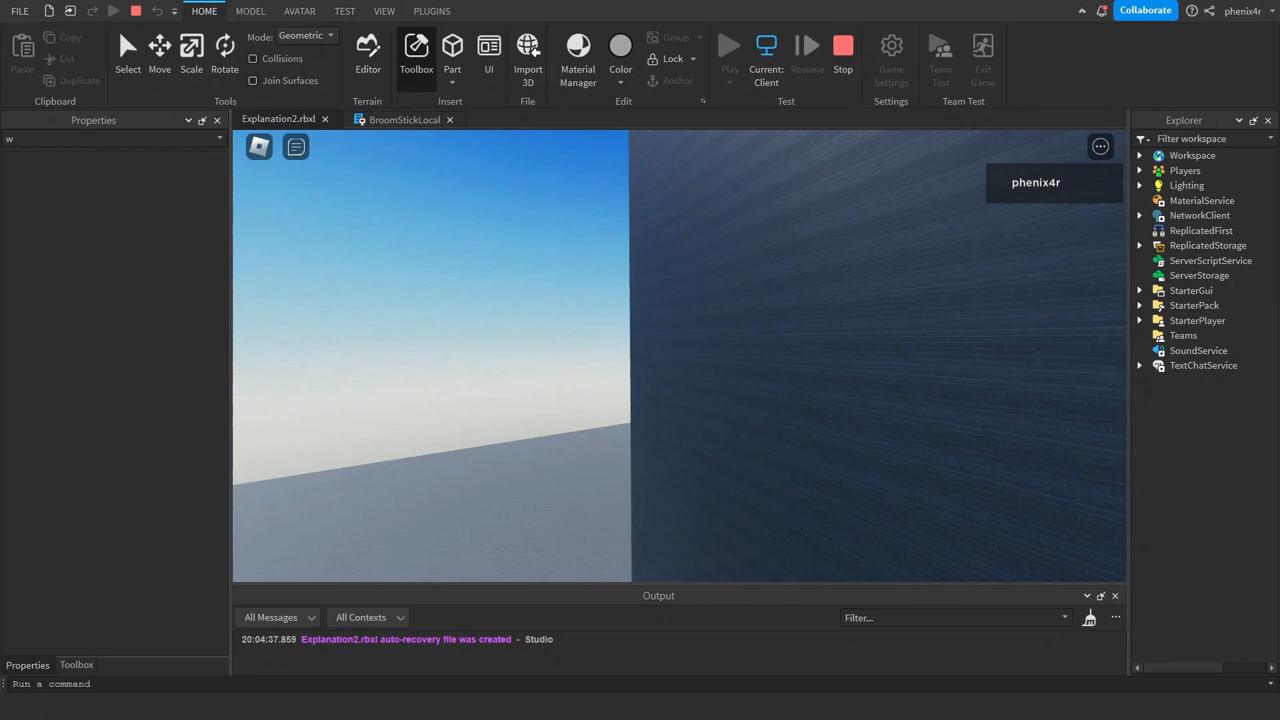 FILE HOME MODEL AVATAR TEST VIEW PLUGINS Collaborate phenix4r
Paste Copy Cut Duplicate
Clipboard
Select Move Scale Rotate Mode: Geometric
Collisions
Join Surfaces
Tools
Editor
Terrain
Toolbox Part UI
Insert
Import 3D
File
Material Manager Color Group Lock Anchor
Edit
Play Current: Client Resume Stop
Test
Game Settings
Settings
Team Test Exit Game
Team Test
Properties
w
Explanation2.rbxl BroomStickLocal
phenix4r
Explorer
Filter workspace
Workspace
Players
Lighting
MaterialService
NetworkClient
ReplicatedFirst
ReplicatedStorage
ServerScriptService
ServerStorage
StarterGui
StarterPack
StarterPlayer
Teams
SoundService
TextChatService
Output
All Messages All Contexts Filter...
20:04:37.859 Explanation2.rbxl auto-recovery file was created - Studio
Properties Toolbox
Run a command